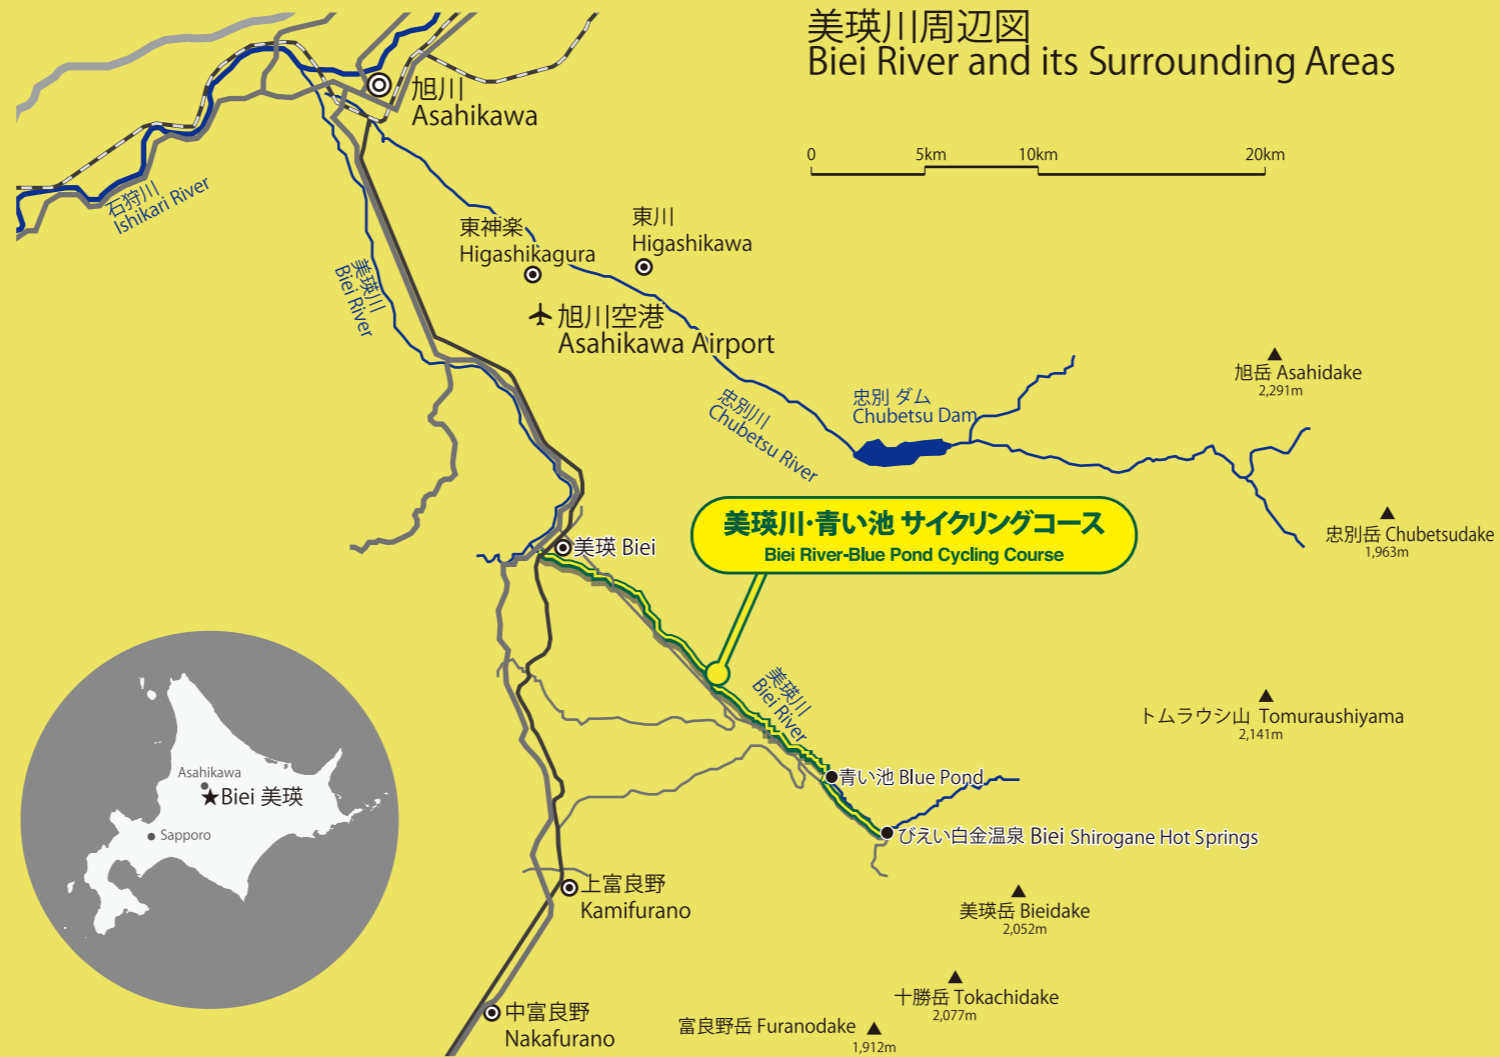 美瑛川周辺図
Biei River and its Surrounding Areas
0 5km 10km 20km
旭川
Asahikawa
石狩川
Ishikari River
東神楽
Higashikagura
東川
Higashikawa
美瑛川
Biei River
旭川空港
Asahikawa Airport
旭岳 Asahidake
2,291m
忠別川
Chubetsu River
忠別 ダム
Chubetsu Dam
忠別岳 Chubetsudake
1,963m
美瑛川・青い池 サイクリングコース
Biei River-Blue Pond Cycling Course
美瑛 Biei
美瑛川
Biei River
トムラウシ山 Tomuraushiyama
2,141m
青い池 Blue Pond
びえい白金温泉 Biei Shirogane Hot Springs
Asahikawa
★Biei 美瑛
Sapporo
上富良野
Kamifurano
美瑛岳 Bieidake
2,052m
十勝岳 Tokachidake
2,077m
中富良野
Nakafurano
富良野岳 Furanodake
1,912m